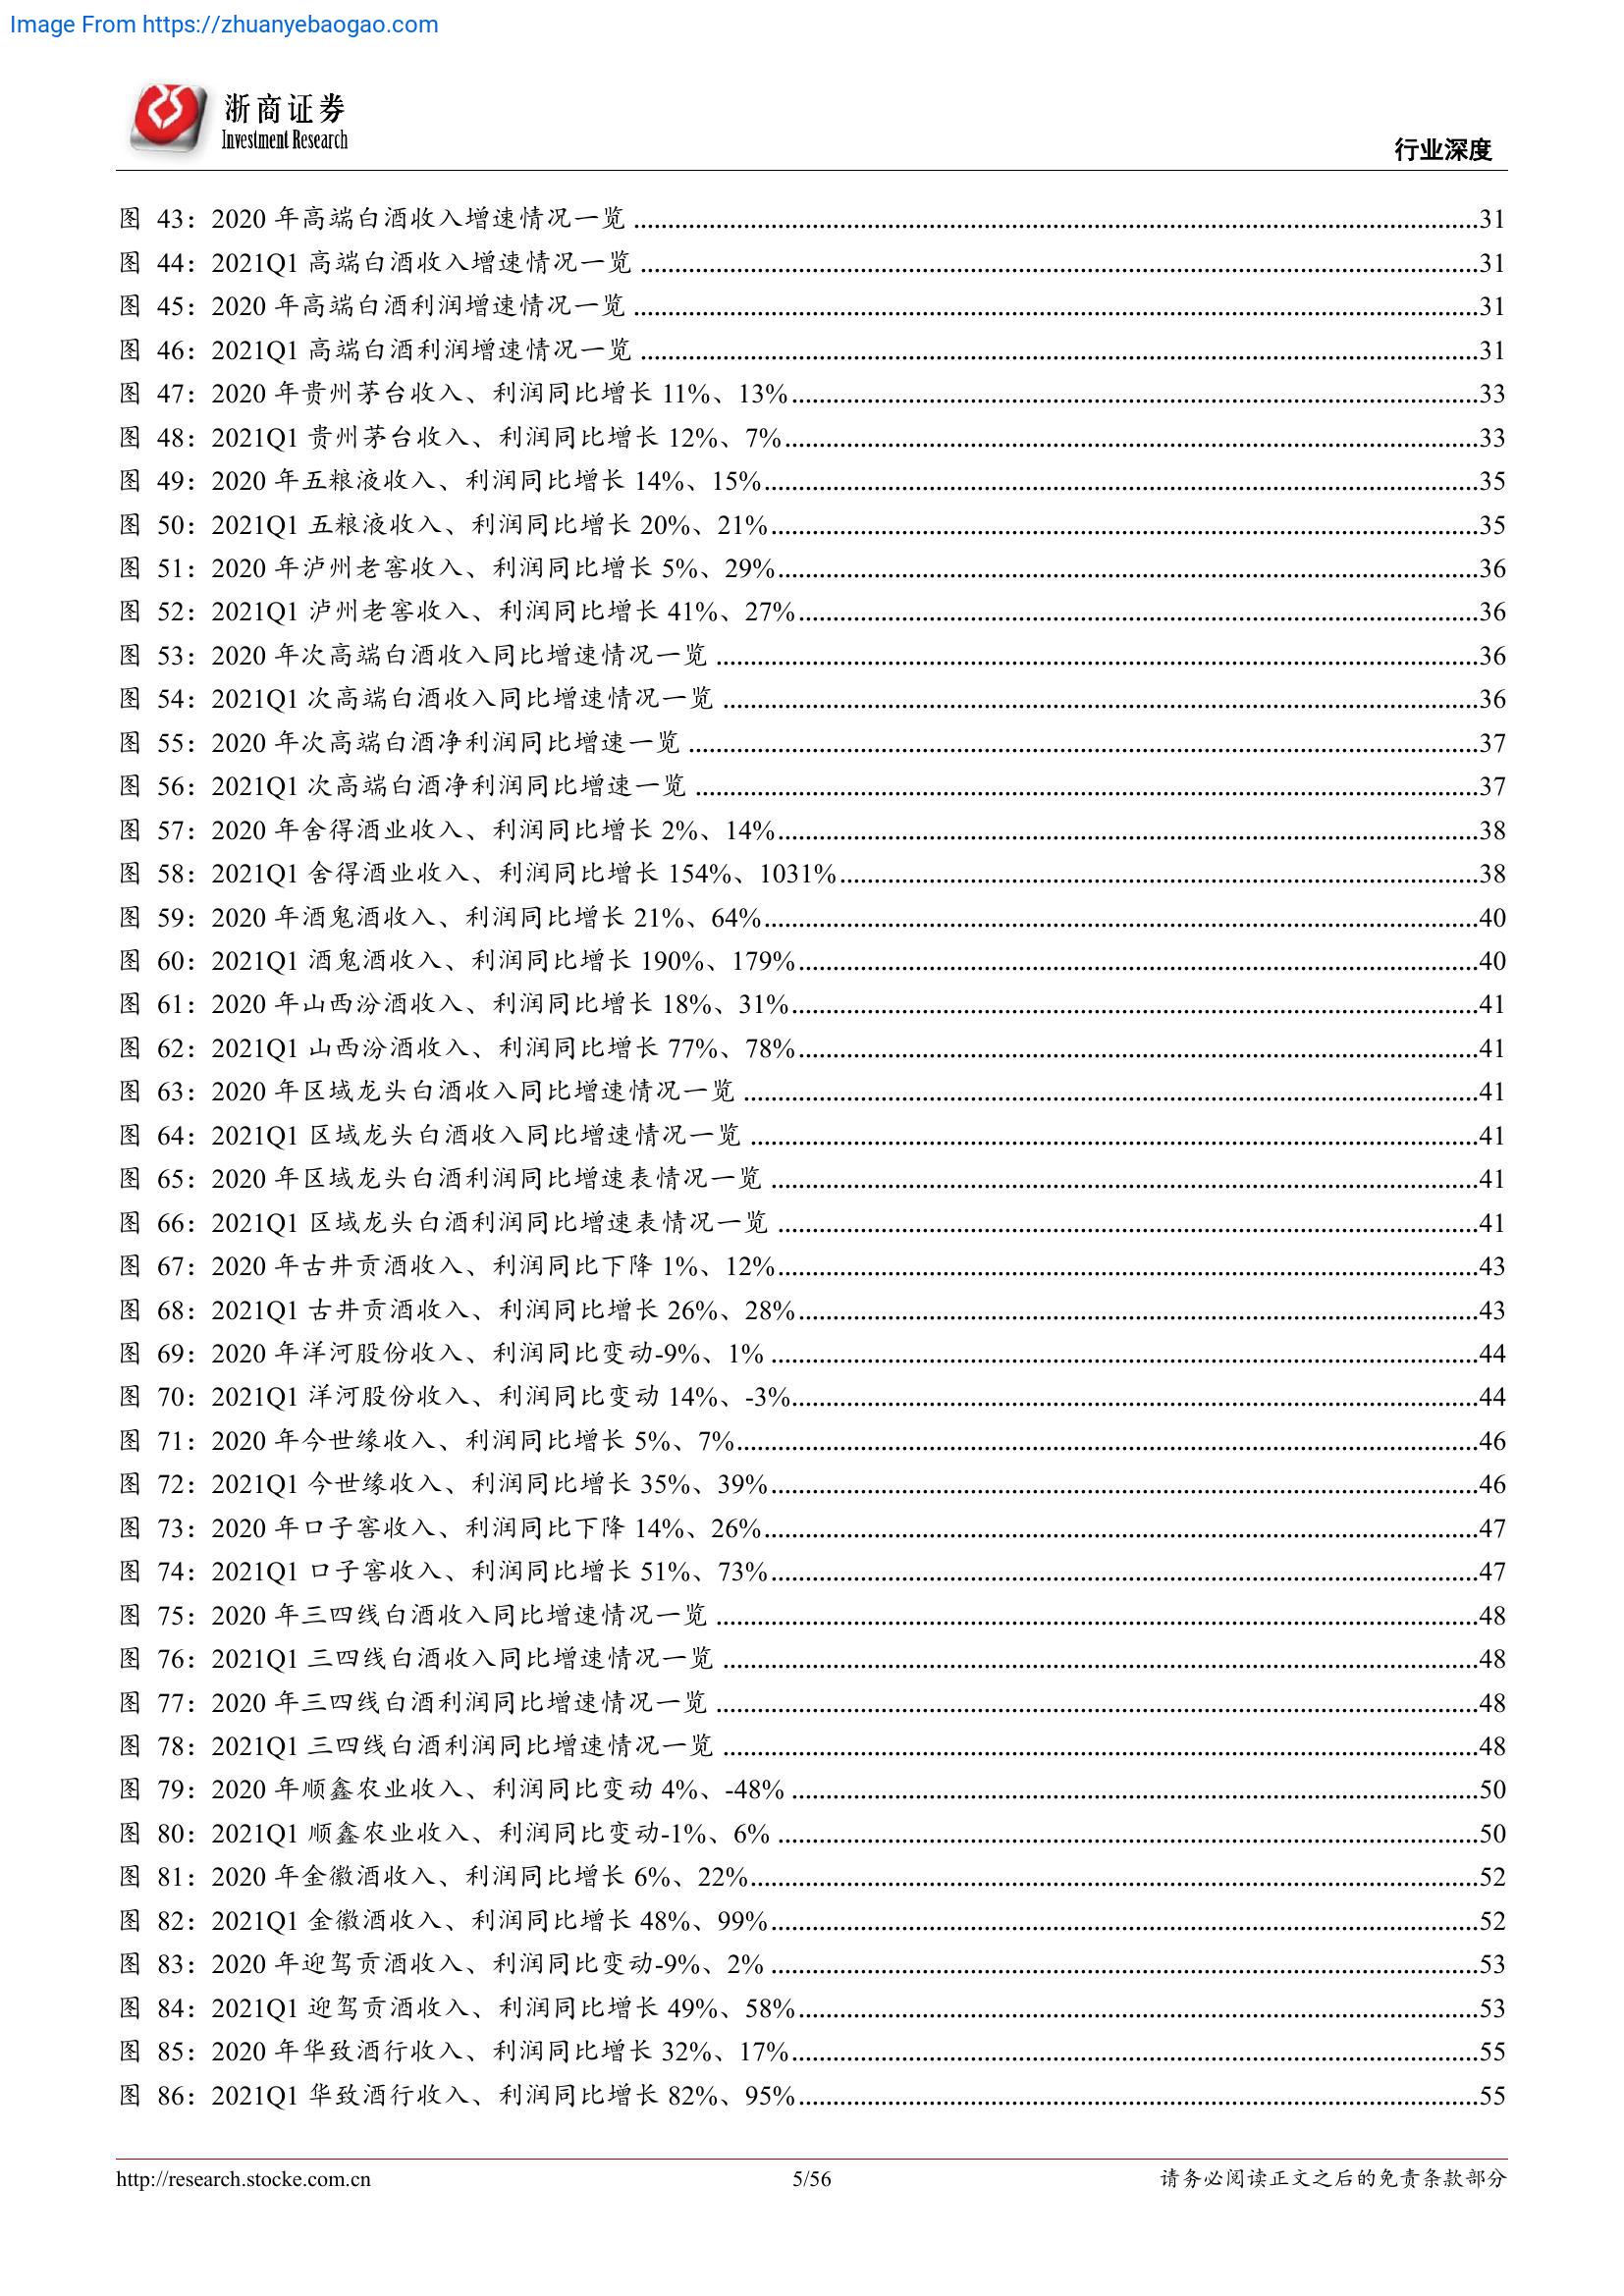 Image From https://zhuanyebaogao.com
浙商证券
Investment Research
行业深度
图 43：2020 年高端白酒收入增速情况一览 ........31
图 44：2021Q1 高端白酒收入增速情况一览 ........31
图 45：2020 年高端白酒利润增速情况一览 ........31
图 46：2021Q1 高端白酒利润增速情况一览 ........31
图 47：2020 年贵州茅台收入、利润同比增长 11%、13%........33
图 48：2021Q1 贵州茅台收入、利润同比增长 12%、7%........33
图 49：2020 年五粮液收入、利润同比增长 14%、15%........35
图 50：2021Q1 五粮液收入、利润同比增长 20%、21%........35
图 51：2020 年泸州老窖收入、利润同比增长 5%、29%........36
图 52：2021Q1 泸州老窖收入、利润同比增长 41%、27%........36
图 53：2020 年次高端白酒收入同比增速情况一览 ........36
图 54：2021Q1 次高端白酒收入同比增速情况一览 ........36
图 55：2020 年次高端白酒净利润同比增速一览 ........37
图 56：2021Q1 次高端白酒净利润同比增速一览 ........37
图 57：2020 年舍得酒业收入、利润同比增长 2%、14%........38
图 58：2021Q1 舍得酒业收入、利润同比增长 154%、1031%........38
图 59：2020 年酒鬼酒收入、利润同比增长 21%、64%........40
图 60：2021Q1 酒鬼酒收入、利润同比增长 190%、179%........40
图 61：2020 年山西汾酒收入、利润同比增长 18%、31%........41
图 62：2021Q1 山西汾酒收入、利润同比增长 77%、78%........41
图 63：2020 年区域龙头白酒收入同比增速情况一览 ........41
图 64：2021Q1 区域龙头白酒收入同比增速情况一览 ........41
图 65：2020 年区域龙头白酒利润同比增速表情况一览 ........41
图 66：2021Q1 区域龙头白酒利润同比增速表情况一览 ........41
图 67：2020 年古井贡酒收入、利润同比下降 1%、12%........43
图 68：2021Q1 古井贡酒收入、利润同比增长 26%、28%........43
图 69：2020 年洋河股份收入、利润同比变动-9%、1% ........44
图 70：2021Q1 洋河股份收入、利润同比变动 14%、-3%........44
图 71：2020 年今世缘收入、利润同比增长 5%、7%........46
图 72：2021Q1 今世缘收入、利润同比增长 35%、39%........46
图 73：2020 年口子窖收入、利润同比下降 14%、26%........47
图 74：2021Q1 口子窖收入、利润同比增长 51%、73%........47
图 75：2020 年三四线白酒收入同比增速情况一览 ........48
图 76：2021Q1 三四线白酒收入同比增速情况一览 ........48
图 77：2020 年三四线白酒利润同比增速情况一览 ........48
图 78：2021Q1 三四线白酒利润同比增速情况一览 ........48
图 79：2020 年顺鑫农业收入、利润同比变动 4%、-48% ........50
图 80：2021Q1 顺鑫农业收入、利润同比变动-1%、6% ........50
图 81：2020 年金徽酒收入、利润同比增长 6%、22%........52
图 82：2021Q1 金徽酒收入、利润同比增长 48%、99%........52
图 83：2020 年迎驾贡酒收入、利润同比变动-9%、2% ........53
图 84：2021Q1 迎驾贡酒收入、利润同比增长 49%、58%........53
图 85：2020 年华致酒行收入、利润同比增长 32%、17%........55
图 86：2021Q1 华致酒行收入、利润同比增长 82%、95%........55
http://research.stocke.com.cn 5/56 请务必阅读正文之后的免责条款部分